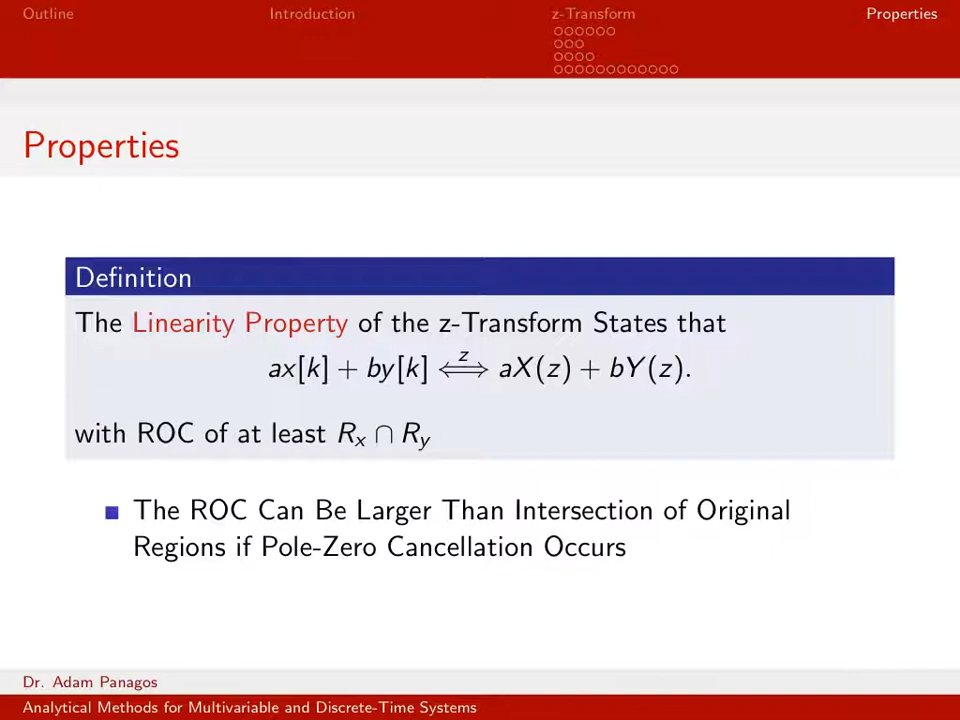 Outline Introduction z-Transform Properties
Properties
Definition
The Linearity Property of the z-Transform States that
ax[k] + by[k] ⟺ᶻ aX(z) + bY(z).
with ROC of at least Rₓ ∩ R_y
The ROC Can Be Larger Than Intersection of Original
Regions if Pole-Zero Cancellation Occurs
Dr. Adam Panagos
Analytical Methods for Multivariable and Discrete-Time Systems